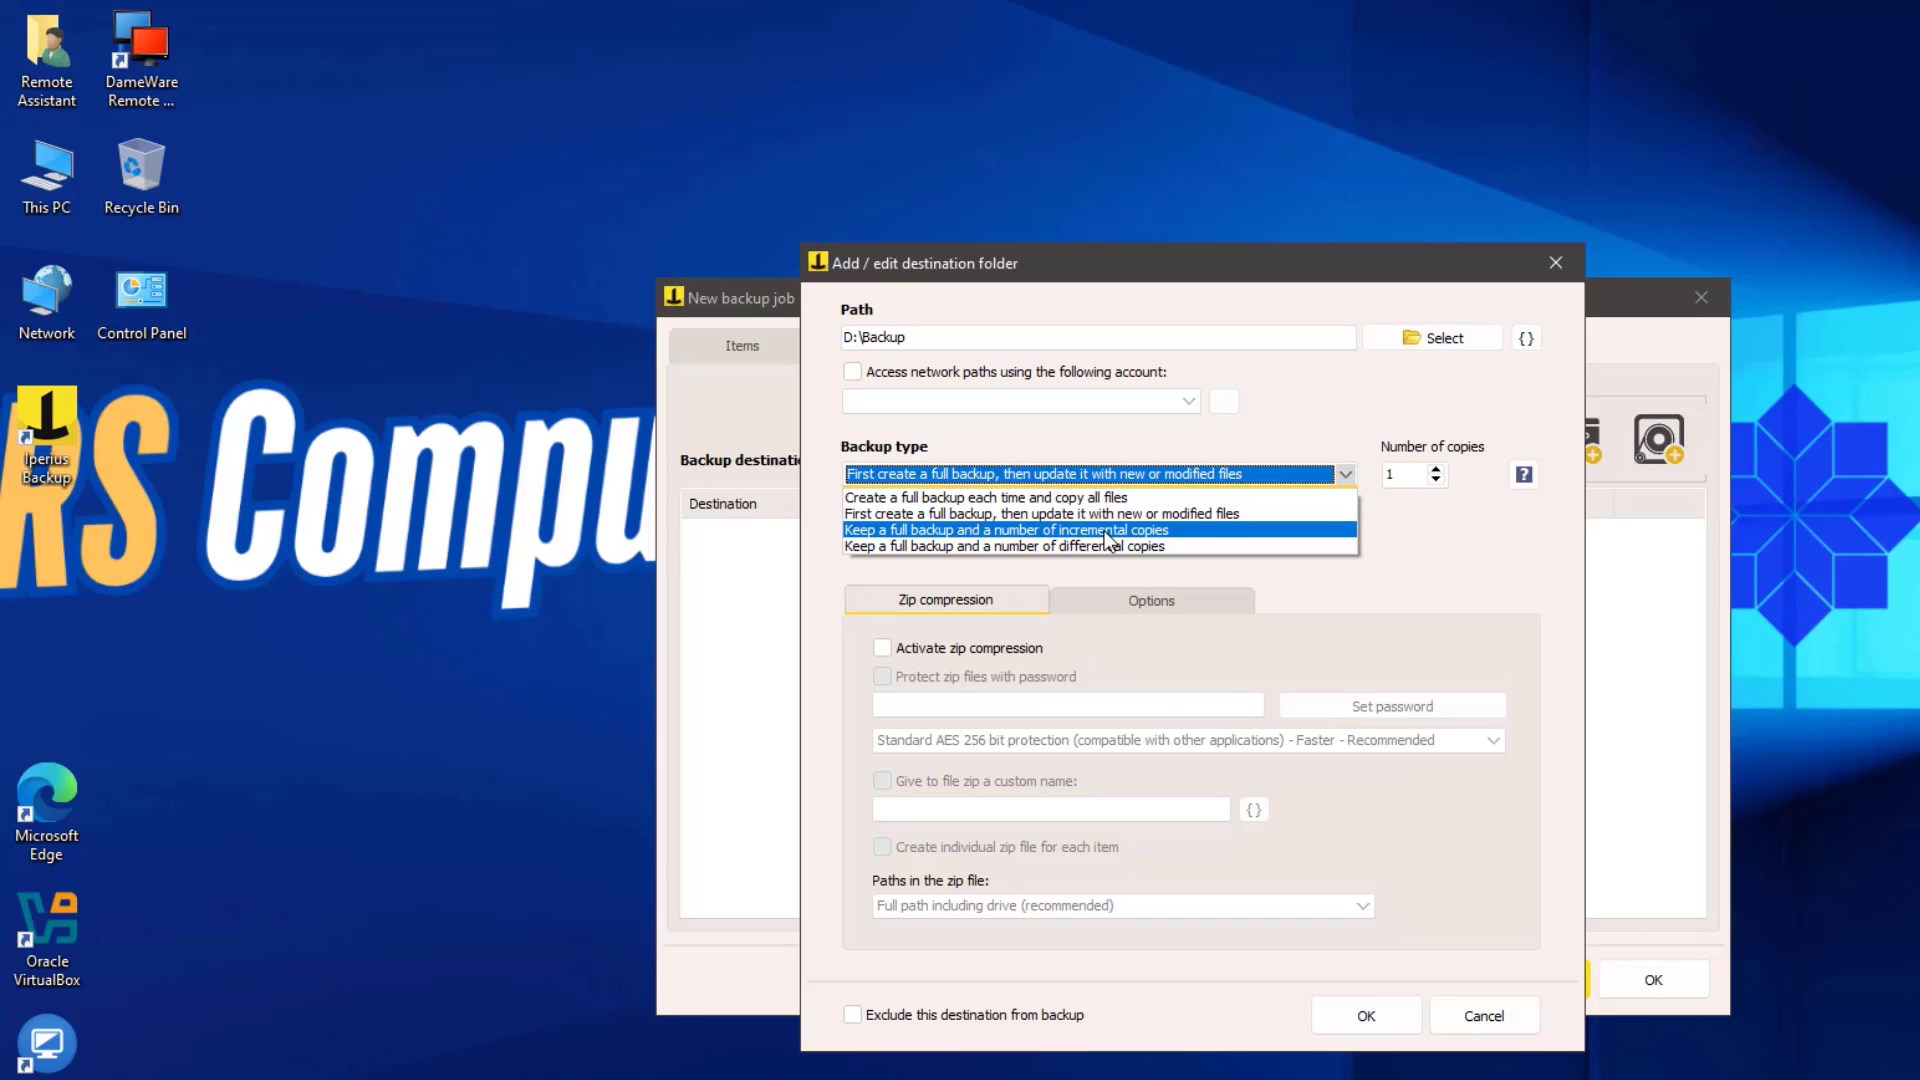 Remote
Assistant
DameWare
Remote ...
This PC
Recycle Bin
Network
Control Panel
Iperius
Backup
Microsoft
Edge
Oracle
VirtualBox
RS Compu
New backup job
Items
Backup destinatio
Destination
OK
Add / edit destination folder
Path
D:\Backup
Select
{}
Access network paths using the following account:
Backup type
Number of copies
First create a full backup, then update it with new or modified files
1
?
Create a full backup each time and copy all files
First create a full backup, then update it with new or modified files
Keep a full backup and a number of incremental copies
Keep a full backup and a number of differential copies
Zip compression
Options
Activate zip compression
Protect zip files with password
Set password
Standard AES 256 bit protection (compatible with other applications) - Faster - Recommended
Give to file zip a custom name:
{}
Create individual zip file for each item
Paths in the zip file:
Full path including drive (recommended)
Exclude this destination from backup
OK
Cancel